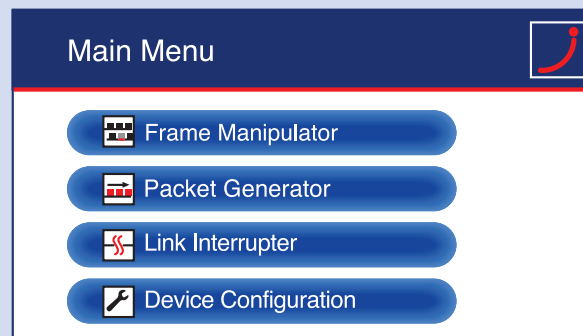 Main Menu
Frame Manipulator
Packet Generator
Link Interrupter
Device Configuration